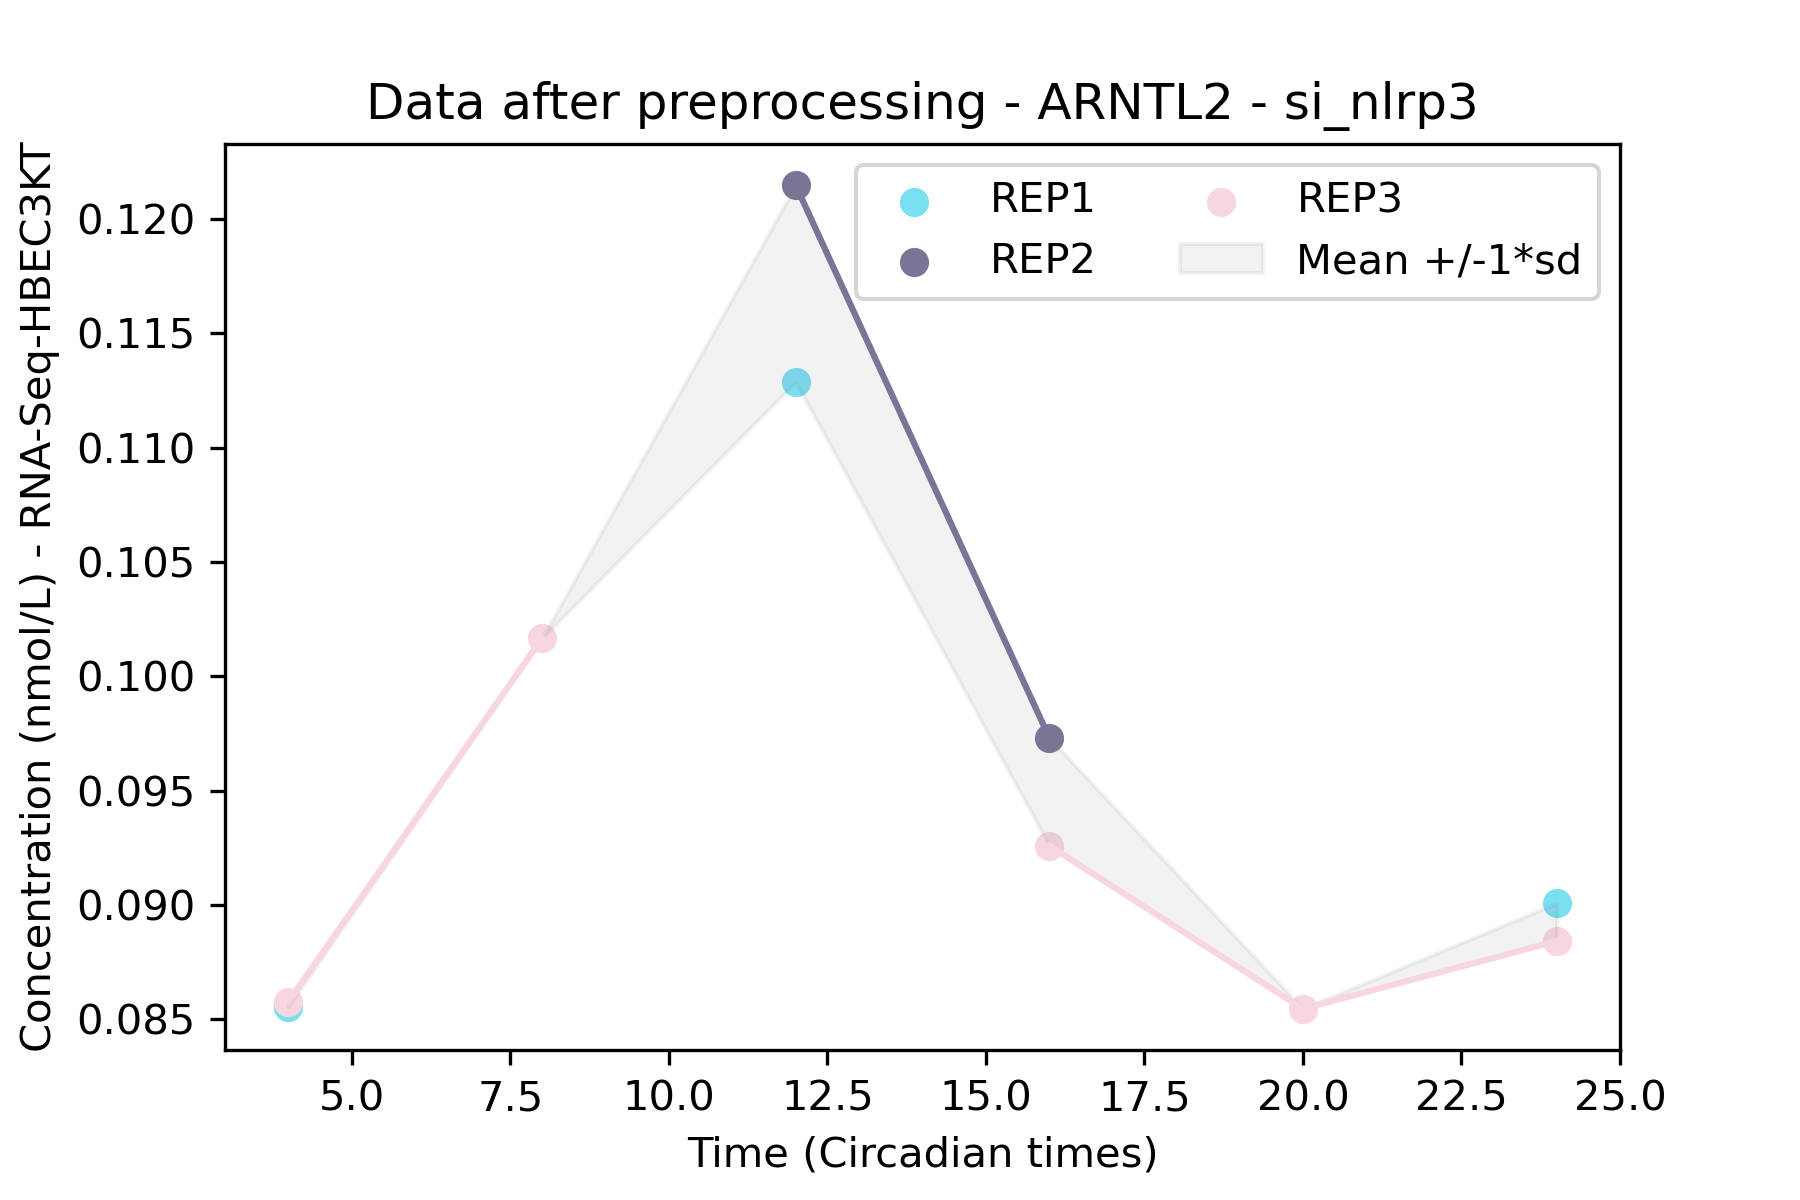 Data after preprocessing - ARNTL2 - si_nlrp3
Concentration (nmol/L) - RNA-Seq-HBEC3KT
0.120
0.115
0.110
0.105
0.100
0.095
0.090
0.085
REP1
REP2
REP3
Mean +/-1*sd
5.0
7.5
10.0
12.5
15.0
17.5
20.0
22.5
25.0
Time (Circadian times)